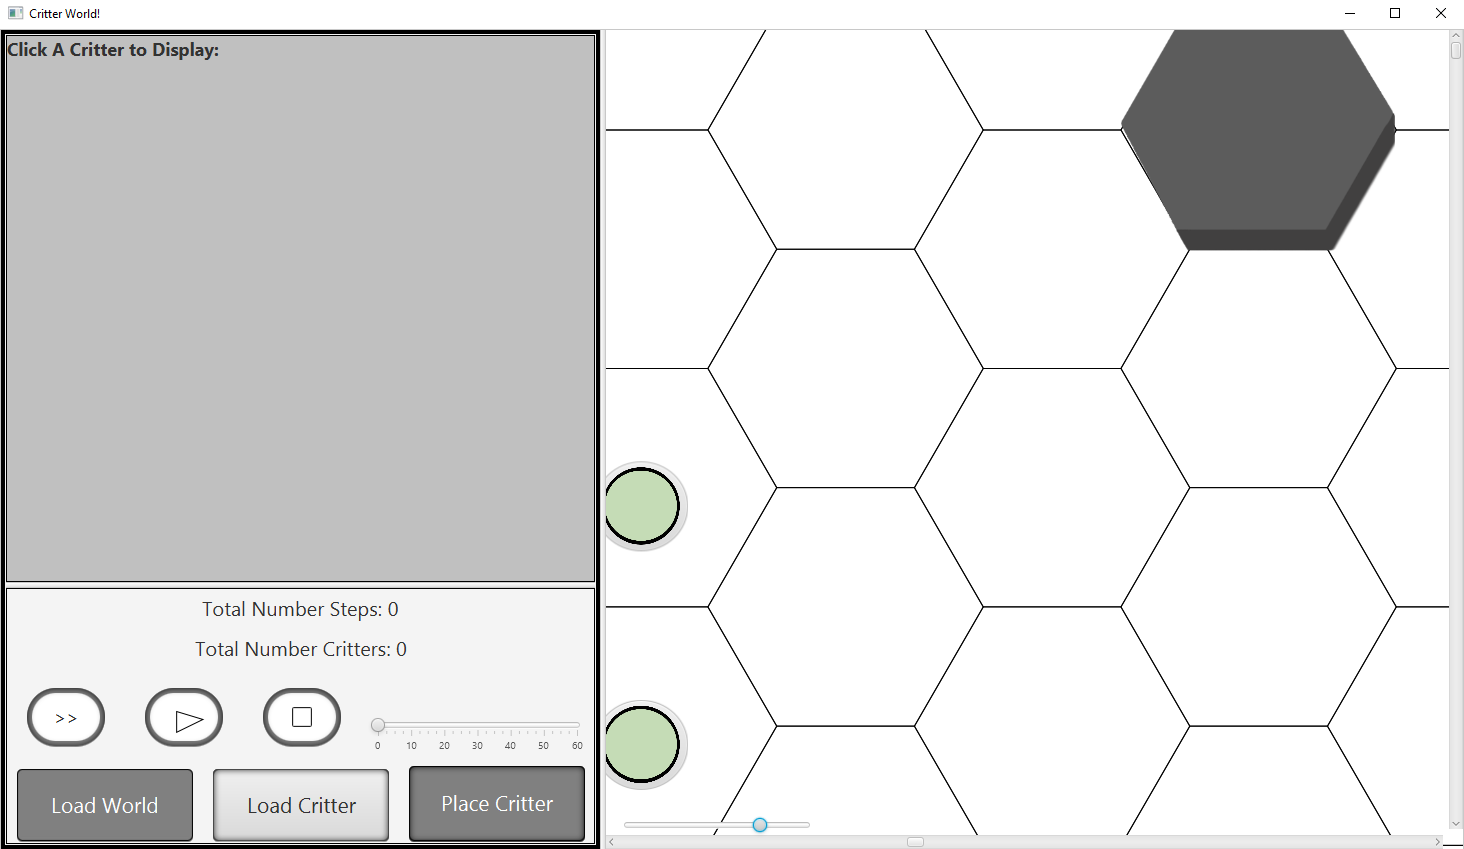 Critter World!
Click A Critter to Display:
Total Number Steps: 0
Total Number Critters: 0
>>
0 10 20 30 40 50 60
Load World Load Critter Place Critter